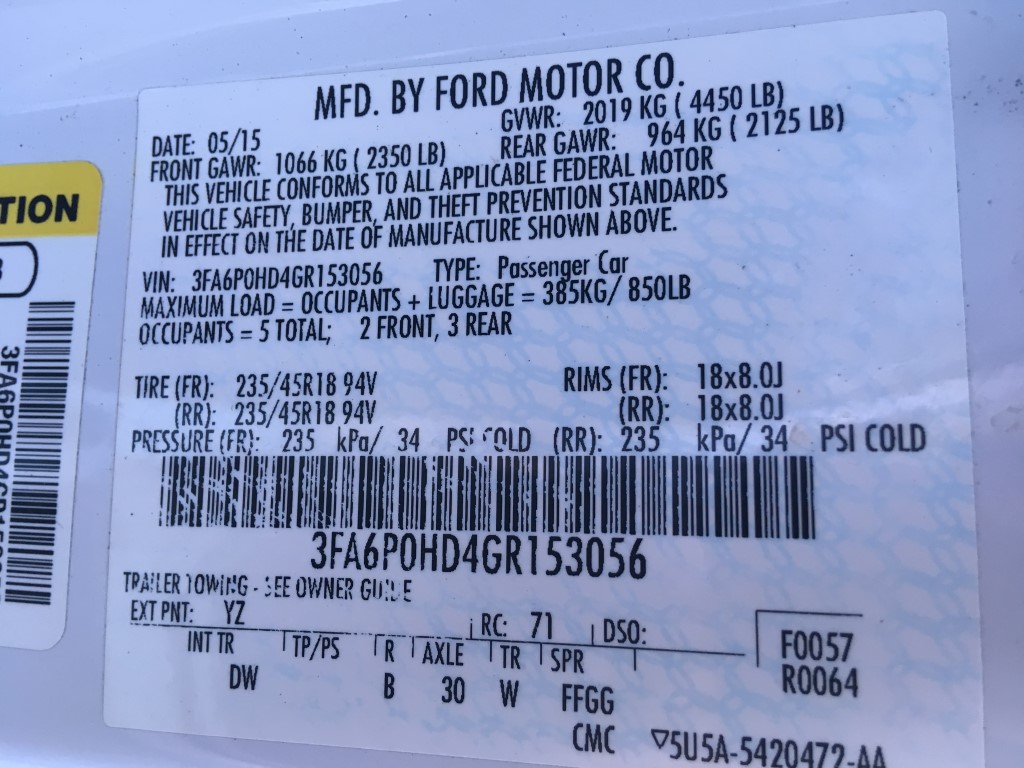 MFD. BY FORD MOTOR CO.
DATE: 05/15 GVWR: 2019 KG ( 4450 LB)
FRONT GAWR: 1066 KG ( 2350 LB) REAR GAWR: 964 KG ( 2125 LB)
THIS VEHICLE CONFORMS TO ALL APPLICABLE FEDERAL MOTOR
VEHICLE SAFETY, BUMPER, AND THEFT PREVENTION STANDARDS
IN EFFECT ON THE DATE OF MANUFACTURE SHOWN ABOVE.
VIN: 3FA6P0HD4GR153056 TYPE: Passenger Car
MAXIMUM LOAD = OCCUPANTS + LUGGAGE = 385KG/ 850LB
OCCUPANTS = 5 TOTAL; 2 FRONT, 3 REAR
TIRE (FR): 235/45R18 94V RIMS (FR): 18x8.0J
(RR): 235/45R18 94V (RR): 18x8.0J
PRESSURE (FR): 235 kPa/ 34 PSI COLD (RR): 235 kPa/ 34 PSI COLD
3FA6P0HD4GR153056
TRAILER TOWING - SEE OWNER GUIDE
EXT PNT: YZ RC: 71 DSO: F0057
INT TR TP/PS R AXLE TR SPR R0064
DW B 30 W FFGG
CMC ▽5U5A-5420472-AA
TION
3FA6P0HD4GR153